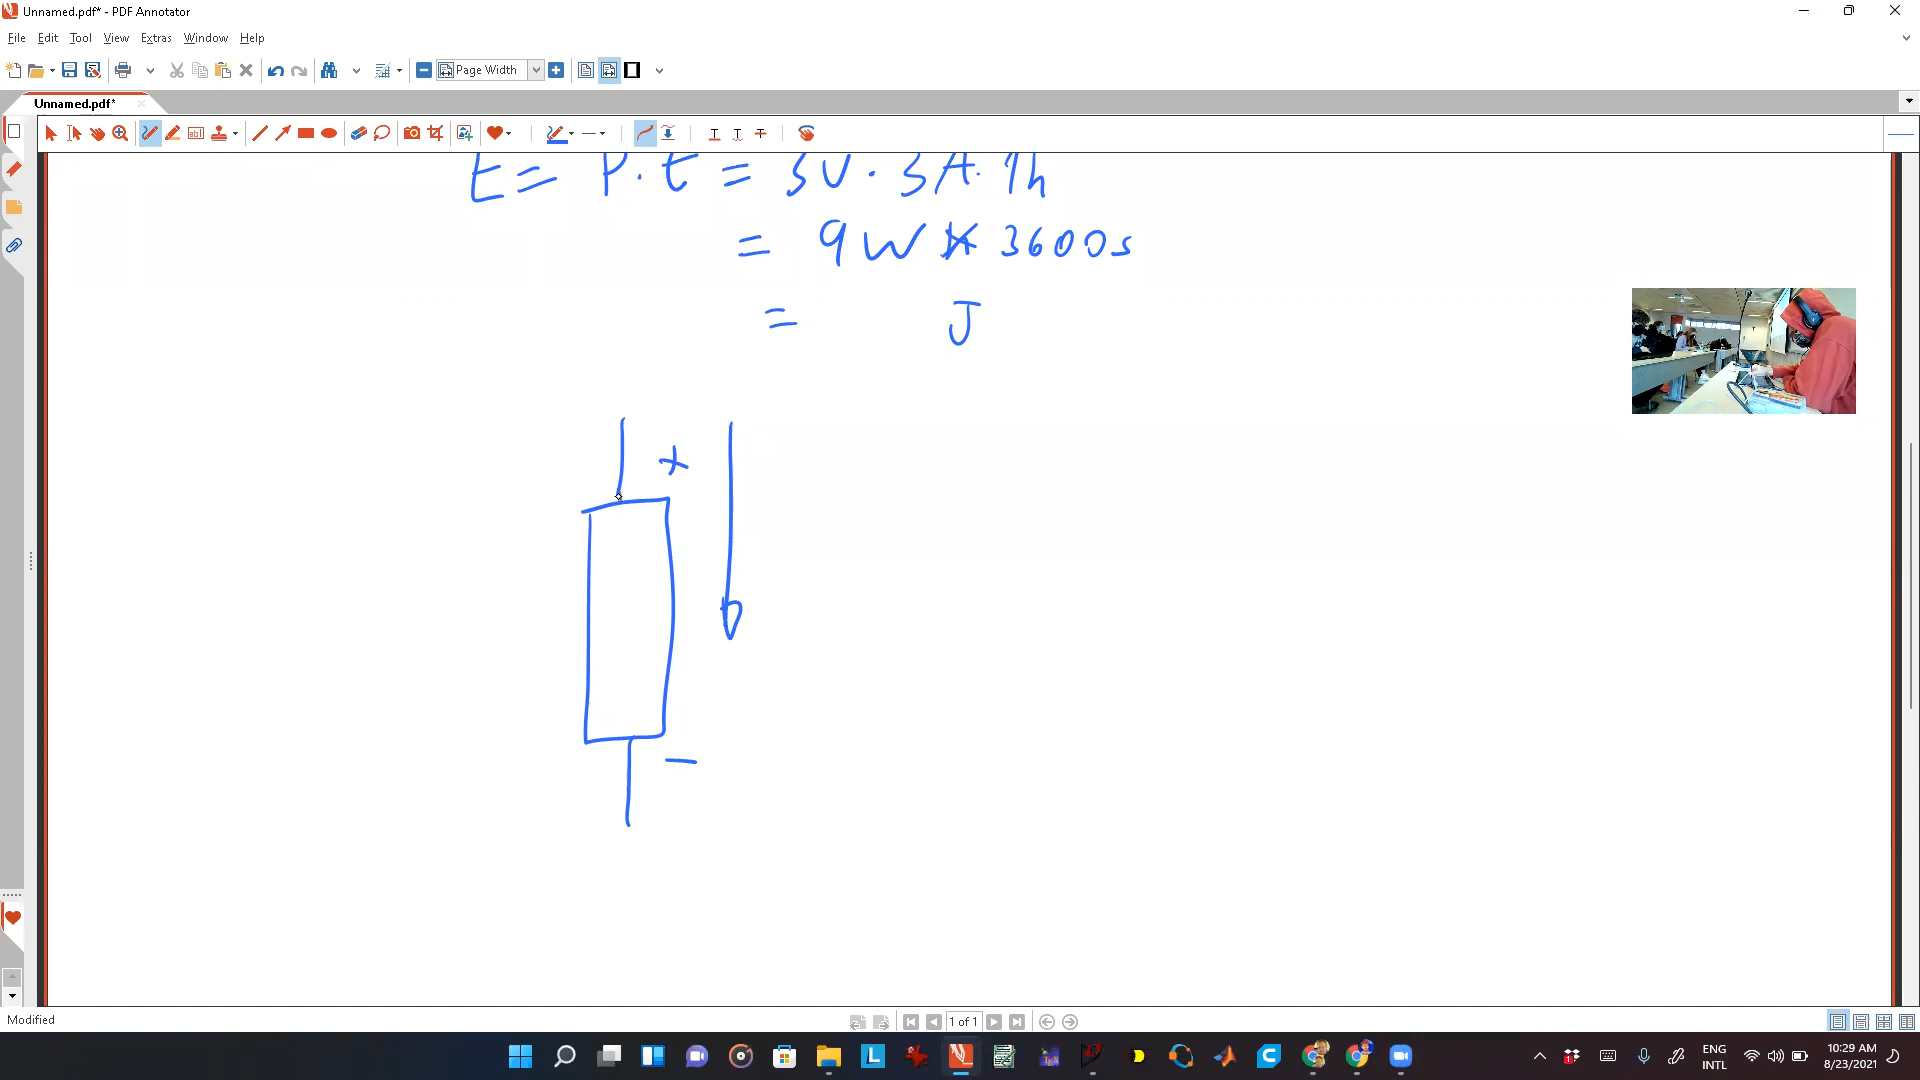 Unnamed.pdf* - PDF Annotator
File Edit Tool View Extras Window Help
Page Width
Unnamed.pdf*
E = P·t = 3V·3A·1h
= 9W * 3600s
= J
+
−
Modified
1 of 1
ENG
INTL
10:29 AM
8/23/2021